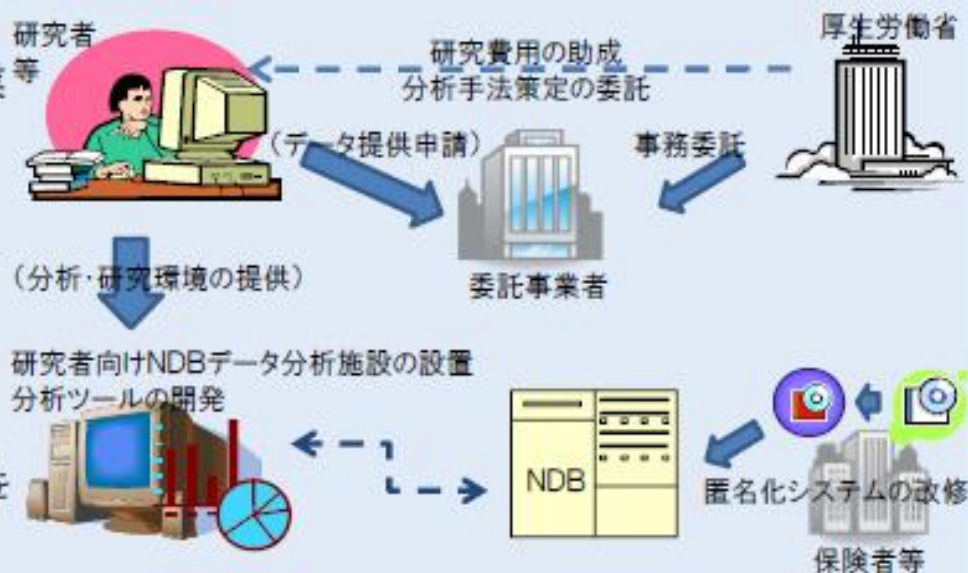 研究者
等
厚生労働省
研究費用の助成
分析手法策定の委託
(データ提供申請)
事務委託
委託事業者
(分析・研究環境の提供)
研究者向けNDBデータ分析施設の設置
分析ツールの開発
NDB
匿名化システムの改修
保険者等